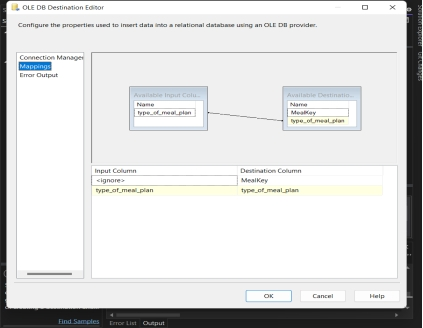 OLE DB Destination Editor
Configure the properties used to insert data into a relational database using an OLE DB provider.
Connection Manager
Mappings
Error Output
Available Input Colu...
Name
type_of_meal_plan
Available Destinatio...
Name
MealKey
type_of_meal_plan
Input Column Destination Column
<ignore> MealKey
type_of_meal_plan type_of_meal_plan
OK Cancel Help
Find Samples
Error List Output